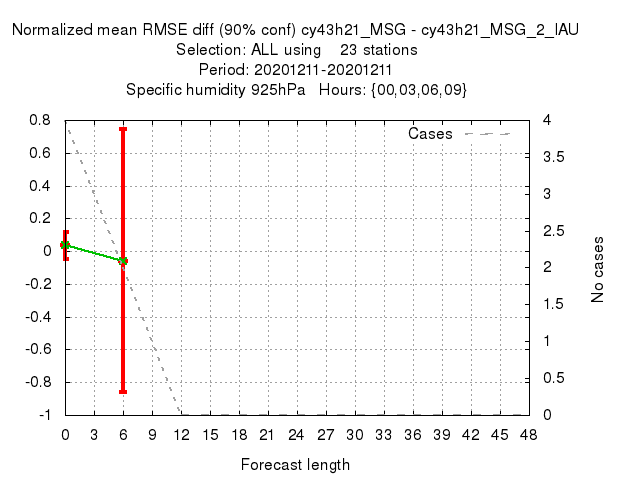 Normalized mean RMSE diff (90% conf) cy43h21_MSG - cy43h21_MSG_2_IAU
Selection: ALL using 23 stations
Period: 20201211-20201211
Specific humidity 925hPa Hours: {00,03,06,09}
Cases
0.8
0.6
0.4
0.2
0
-0.2
-0.4
-0.6
-0.8
-1
4
3.5
3
2.5
2
1.5
1
0.5
0
No cases
0 3 6 9 12 15 18 21 24 27 30 33 36 39 42 45 48
Forecast length